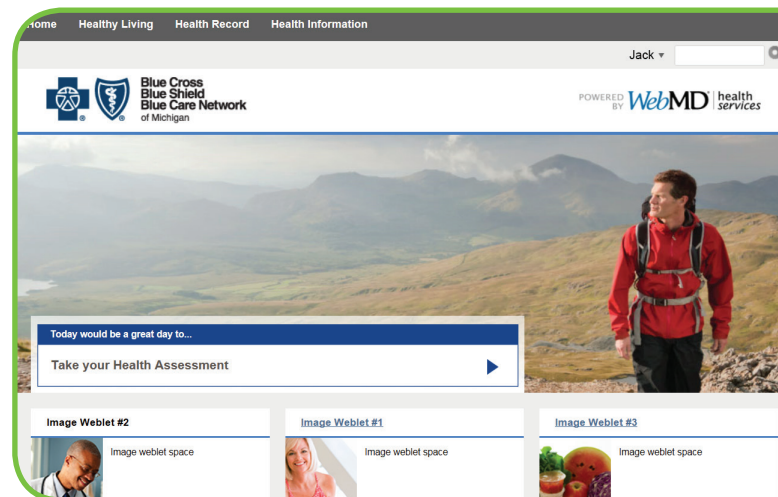 Home Healthy Living Health Record Health Information
Jack ▾
Blue Cross
Blue Shield
Blue Care Network
of Michigan
POWERED BY WebMD health services
Today would be a great day to...
Take your Health Assessment
Image Weblet #2 Image Weblet #1 Image Weblet #3
Image weblet space Image weblet space Image weblet space